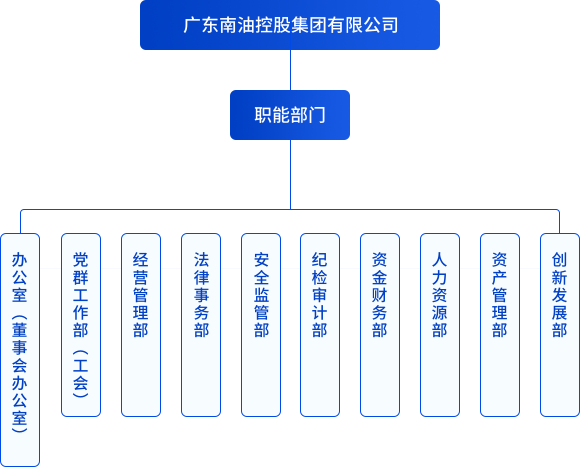 广东南油控股集团有限公司
职能部门
办公室（董事会办公室）
党群工作部（工会）
经营管理部
法律事务部
安全监管部
纪检审计部
资金财务部
人力资源部
资产管理部
创新发展部